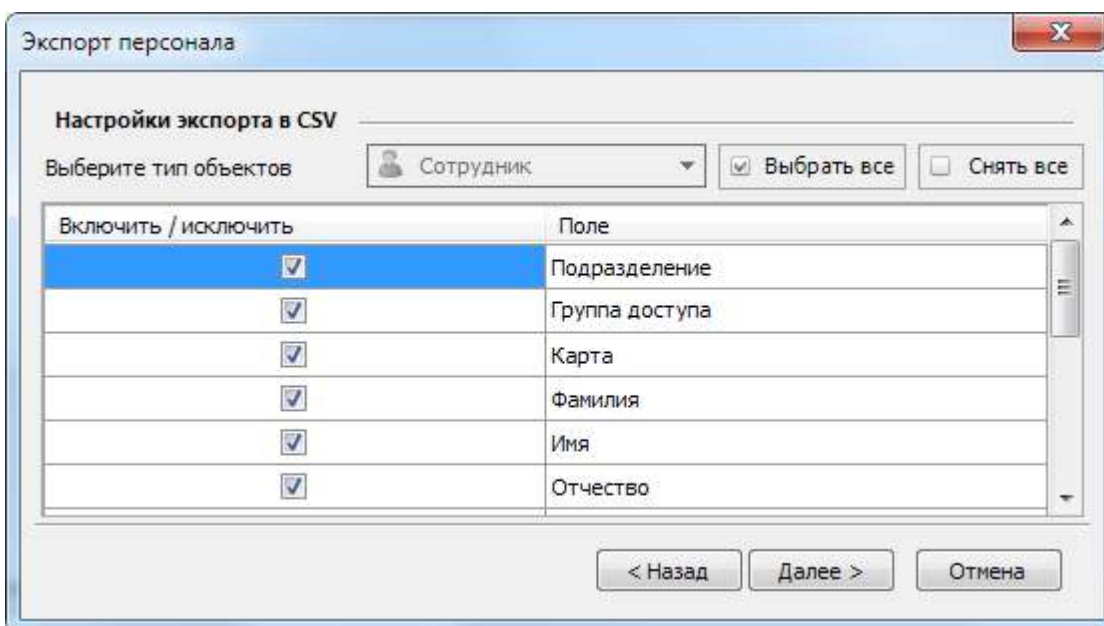 Экспорт персонала
Настройки экспорта в CSV
Выберите тип объектов Сотрудник Выбрать все Снять все
Включить / исключить Поле
Подразделение
Группа доступа
Карта
Фамилия
Имя
Отчество
< Назад Далее > Отмена